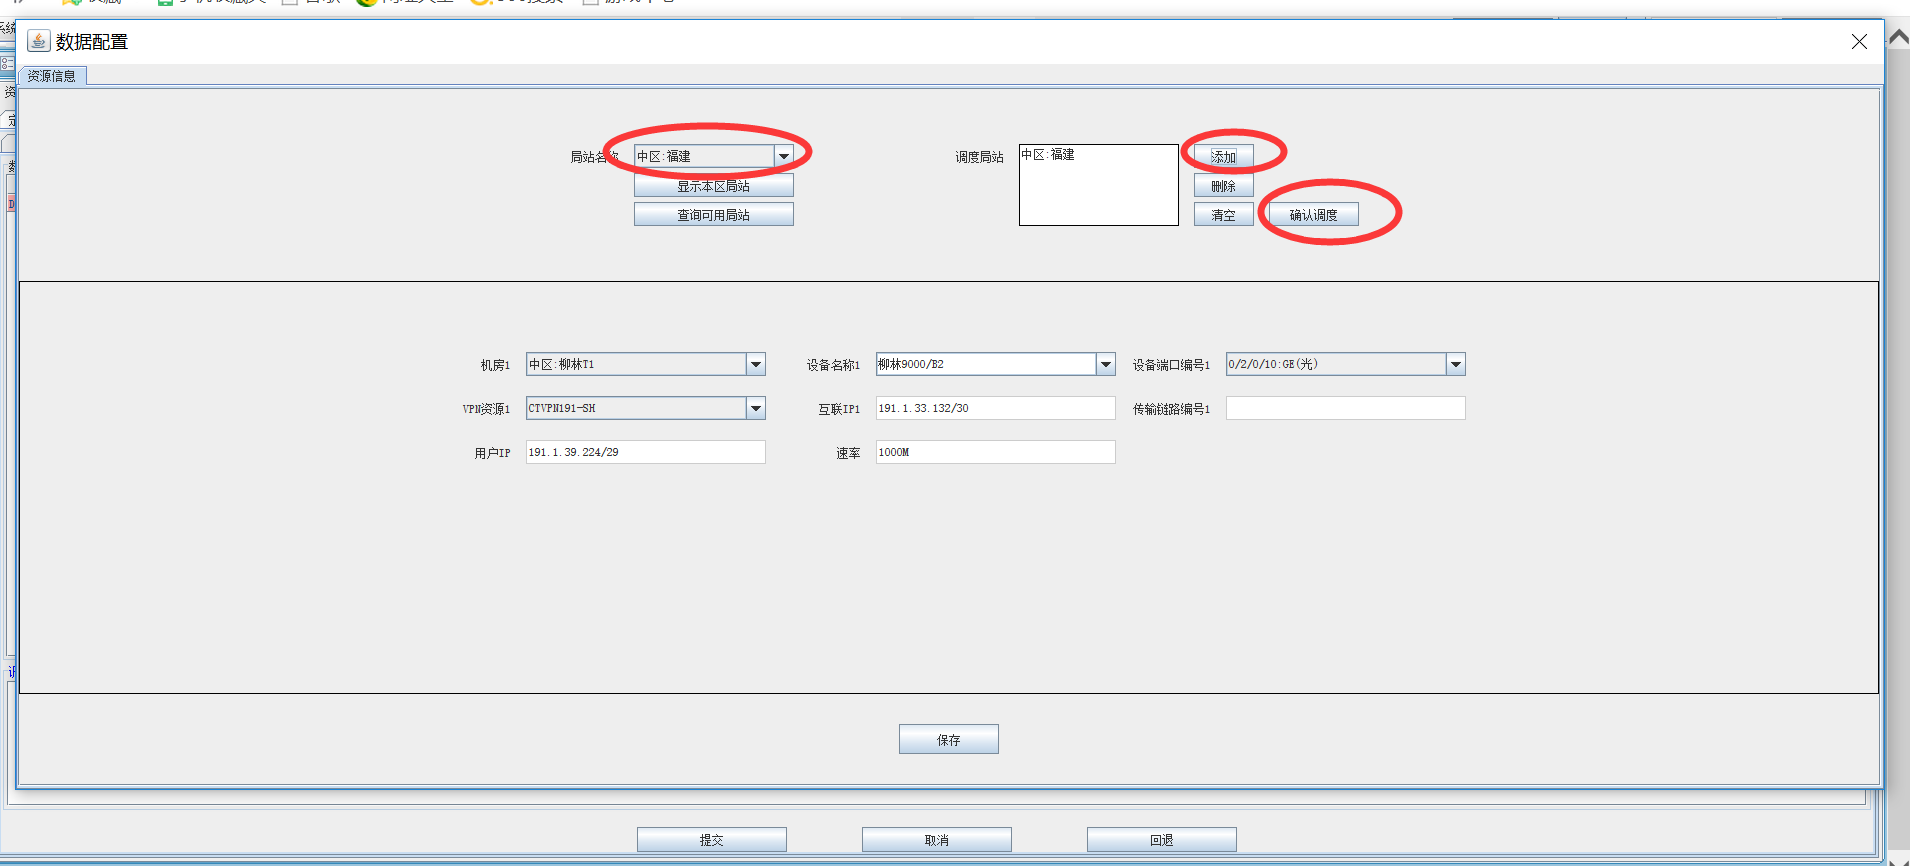 数据配置
资源信息
局站名称 中区:福建 调度局站 中区:福建 添加
显示本区局站 删除
查询可用局站 清空 确认调度
机房1 中区:柳林T1 设备名称1 柳林9000/B2 设备端口编号1 0/2/0/10:GE(光)
VPN资源1 CTVPN191-SH 互联IP1 191.1.33.132/30 传输链路编号1
用户IP 191.1.39.224/29 速率 1000M
保存
提交 取消 回退